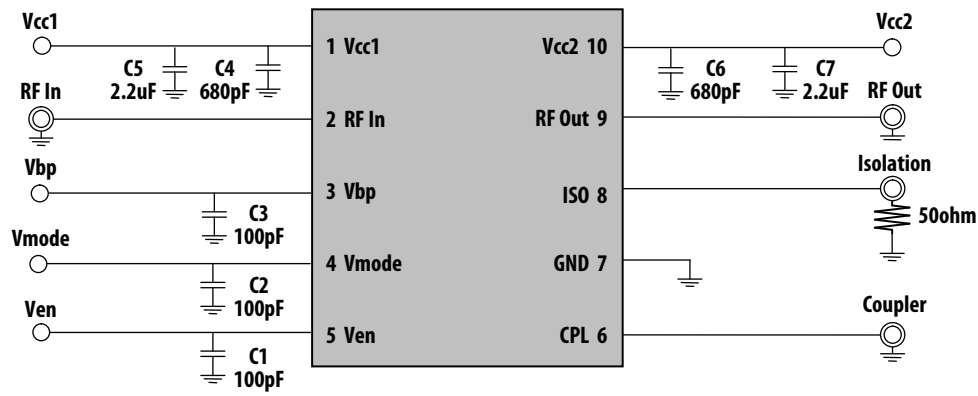 Vcc1
C5
2.2uF
C4
680pF
1 Vcc1
RF In
2 RF In
Vbp
3 Vbp
C3
100pF
Vmode
4 Vmode
C2
100pF
Ven
5 Ven
C1
100pF
Vcc2 10
Vcc2
C6
680pF
C7
2.2uF
RF Out 9
RF Out
Isolation
ISO 8
50ohm
GND 7
Coupler
CPL 6